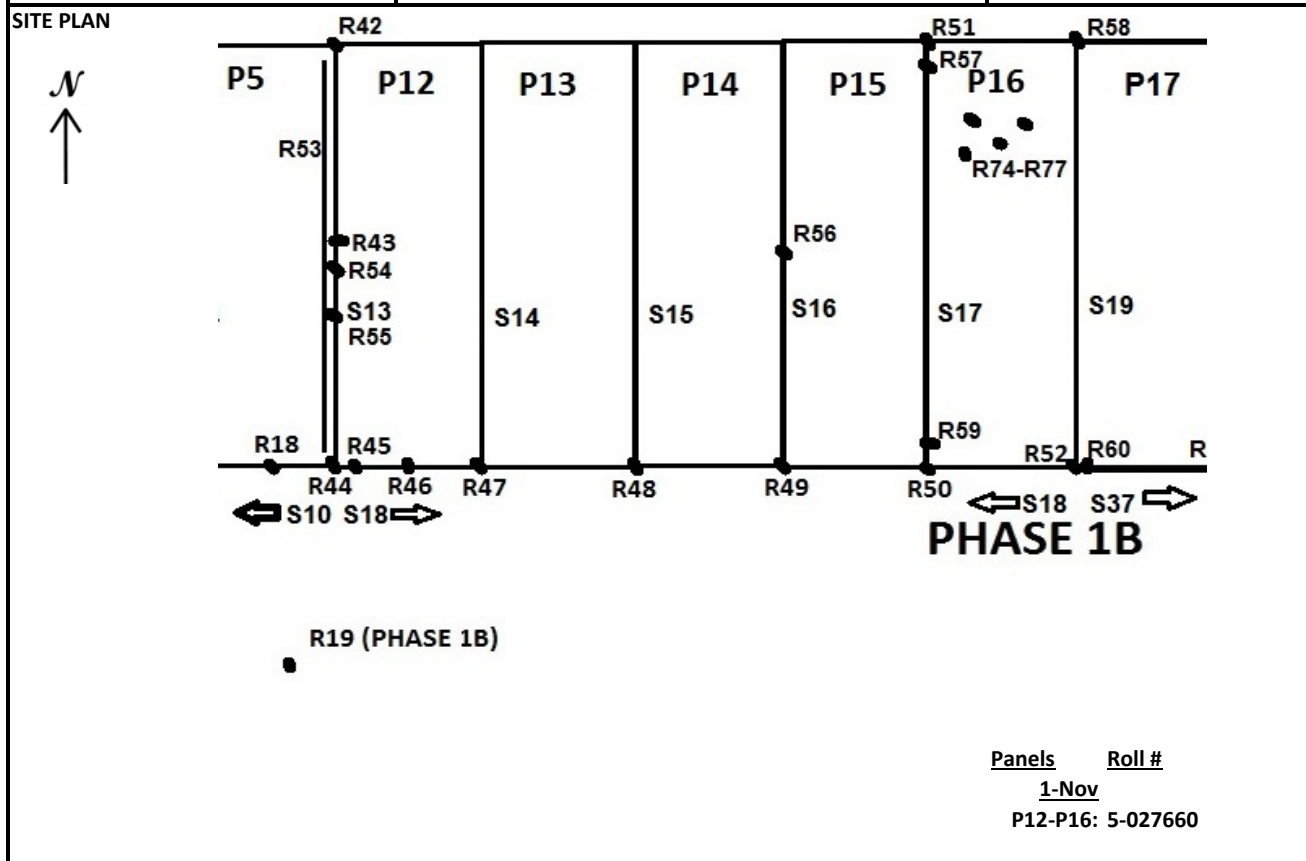 SITE PLAN
N
R42
R51
R58
R57
P5
P12
P13
P14
P15
P16
P17
R53
R74-R77
R43
R56
R54
S13
S14
S15
S16
S17
S19
R55
R59
R18
R45
R52
R60
R
R44
R46
R47
R48
R49
R50
S10
S18
S18
S37
PHASE 1B
R19 (PHASE 1B)
Panels Roll #
1-Nov
P12-P16: 5-027660